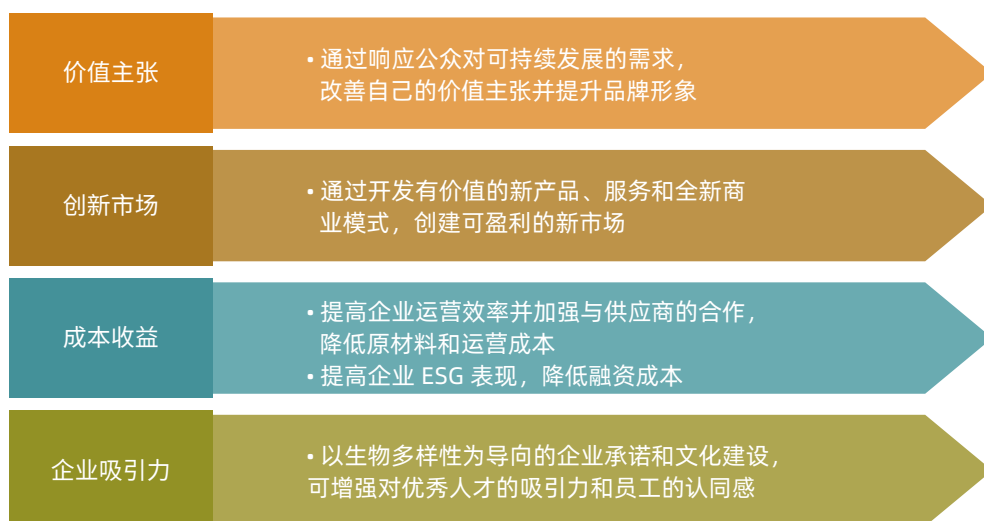 价值主张
• 通过响应公众对可持续发展的需求，
改善自己的价值主张并提升品牌形象
创新市场
• 通过开发有价值的新产品、服务和全新商
业模式，创建可盈利的新市场
成本收益
• 提高企业运营效率并加强与供应商的合作，
降低原材料和运营成本
• 提高企业 ESG 表现，降低融资成本
企业吸引力
• 以生物多样性为导向的企业承诺和文化建设，
可增强对优秀人才的吸引力和员工的认同感